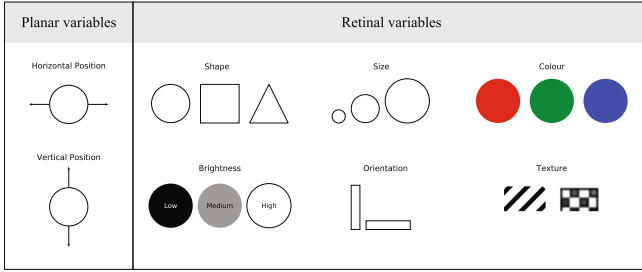 Planar variables
Retinal variables
Horizontal Position
Shape
Size
Colour
Vertical Position
Brightness
Orientation
Texture
Low
Medium
High